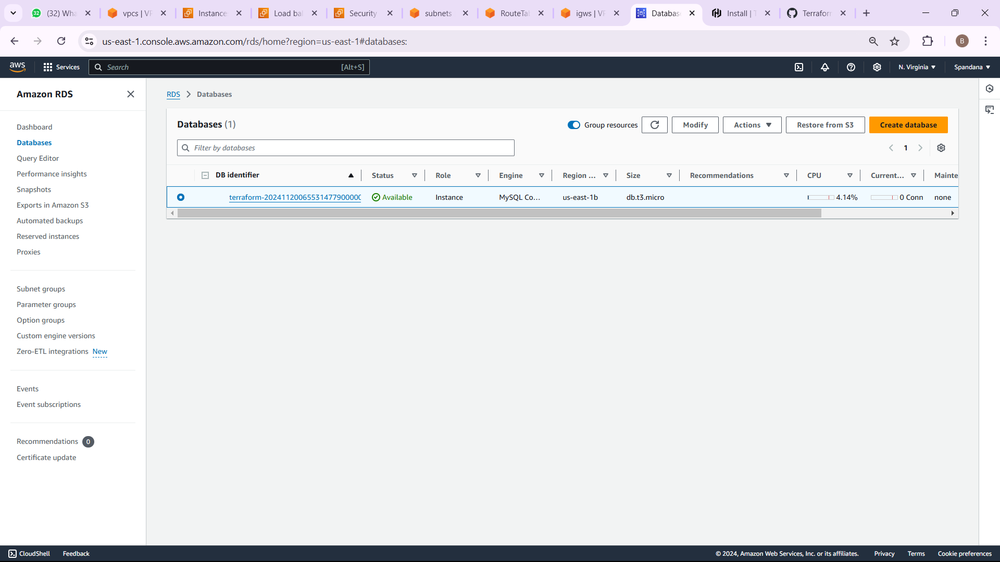 (32) Wha
vpcs | VP
Instance
Load bal
Security
subnets
RouteTab
igws | VP
Databas
Install | T
Terraform
us-east-1.console.aws.amazon.com/rds/home?region=us-east-1#databases:
B
aws
Services
Search
[Alt+S]
N. Virginia
Spandana
Amazon RDS
Dashboard
Databases
Query Editor
Performance insights
Snapshots
Exports in Amazon S3
Automated backups
Reserved instances
Proxies
Subnet groups
Parameter groups
Option groups
Custom engine versions
Zero-ETL integrations New
Events
Event subscriptions
Recommendations 0
Certificate update
RDS > Databases
Databases (1)
Group resources
Modify
Actions
Restore from S3
Create database
Filter by databases
1
DB identifier Status Role Engine Region ... Size Recommendations CPU Current... Mainte
terraform-20241120065531477900000 Available Instance MySQL Co... us-east-1b db.t3.micro 4.14% 0 Conn none
CloudShell
Feedback
© 2024, Amazon Web Services, Inc. or its affiliates.
Privacy
Terms
Cookie preferences